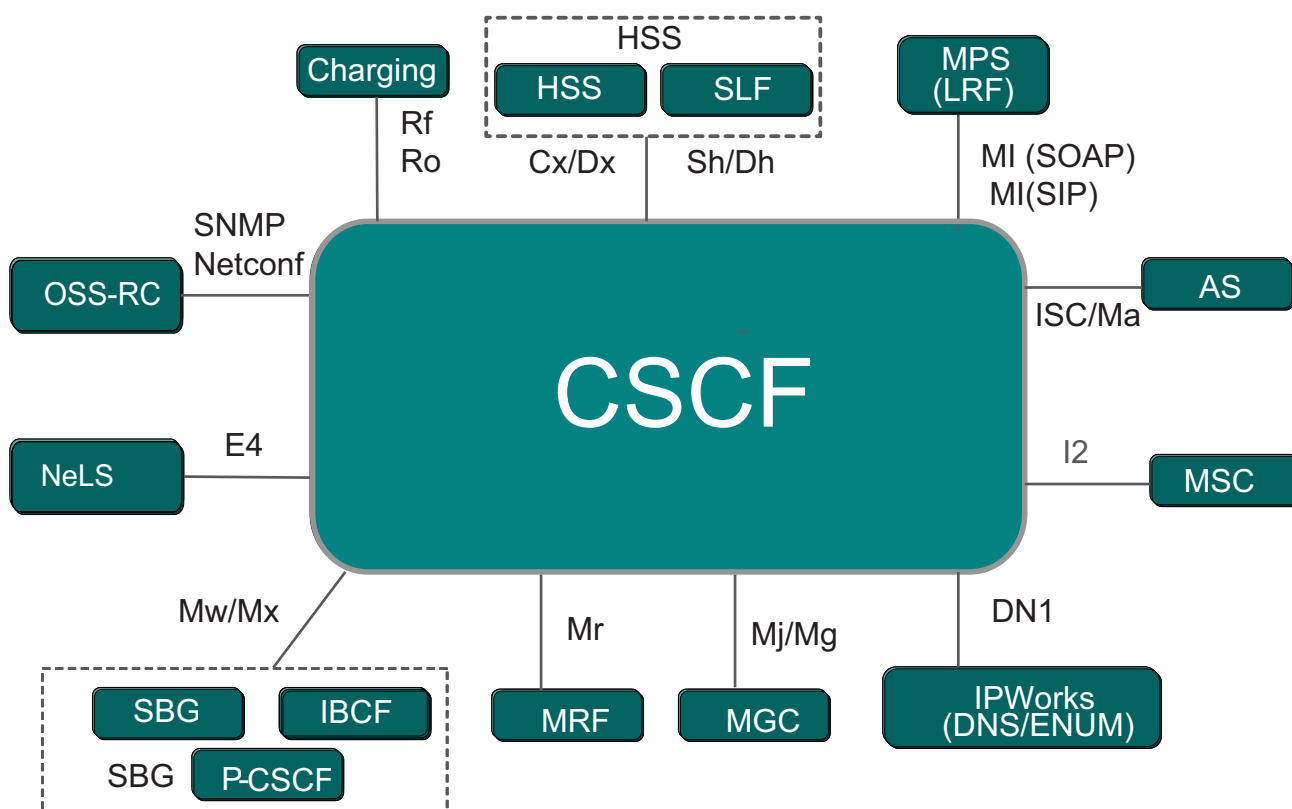 HSS
Charging
HSS
SLF
MPS
(LRF)
Rf
Ro
Cx/Dx
Sh/Dh
MI (SOAP)
MI(SIP)
SNMP
Netconf
OSS-RC
AS
ISC/Ma
CSCF
NeLS
E4
I2
MSC
Mw/Mx
Mr
Mj/Mg
DN1
SBG
IBCF
MRF
MGC
IPWorks
(DNS/ENUM)
SBG
P-CSCF